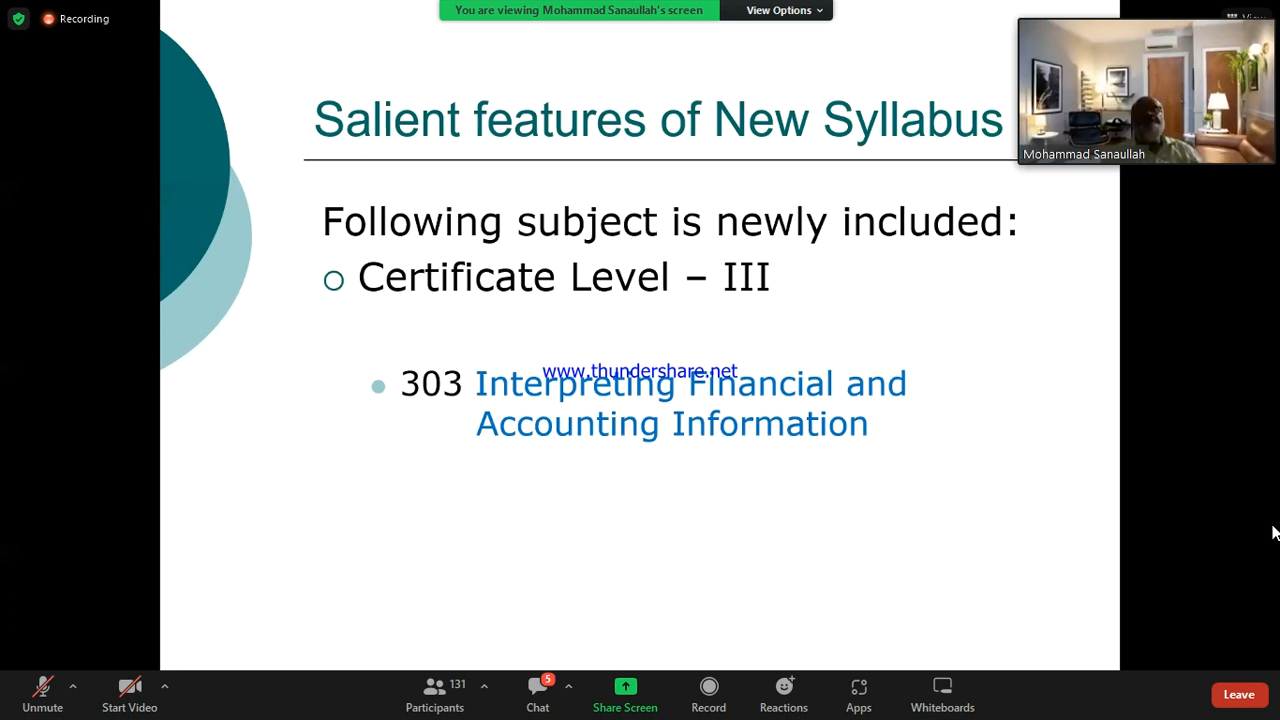 Recording
You are viewing Mohammad Sanaullah's screen
View Options
View
Mohammad Sanaullah
Salient features of New Syllabus
Following subject is newly included:
Certificate Level – III
www.thundershare.net
303 Interpreting Financial and
Accounting Information
Unmute
Start Video
Participants
131
Chat
5
Share Screen
Record
Reactions
Apps
Whiteboards
Leave